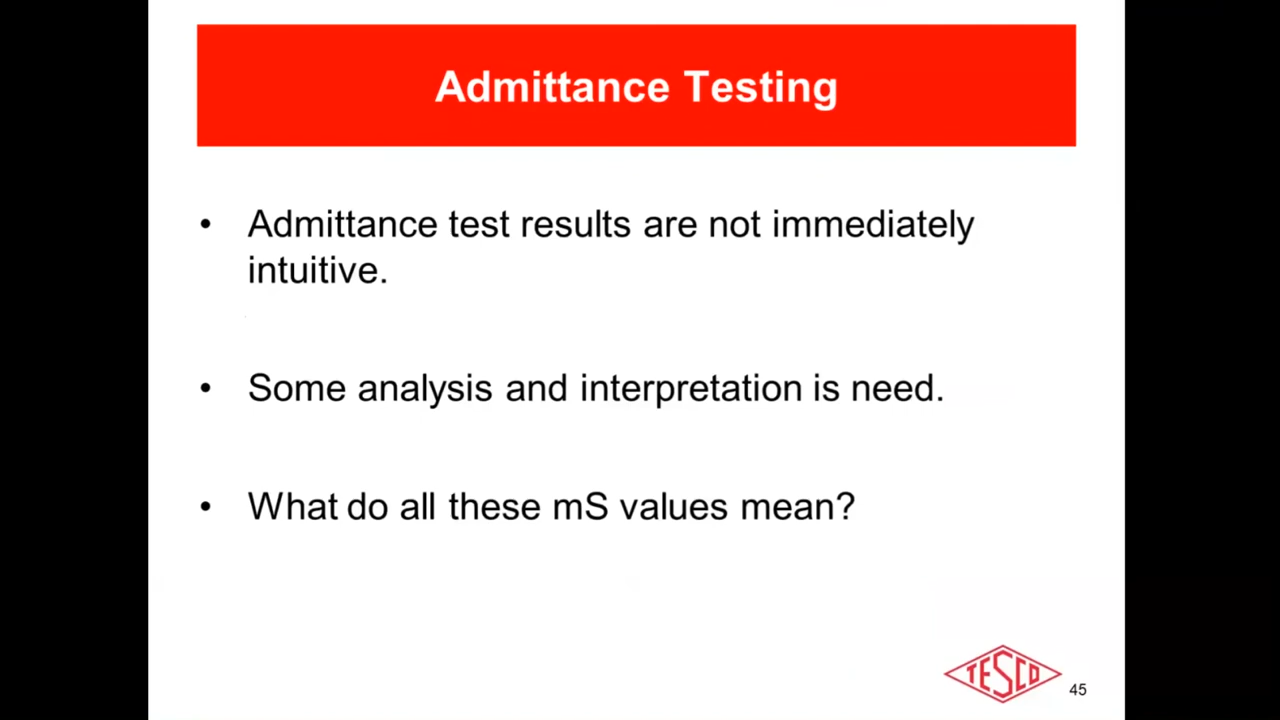 Admittance Testing
• Admittance test results are not immediately
intuitive.
• Some analysis and interpretation is need.
• What do all these mS values mean?
TESCO
45